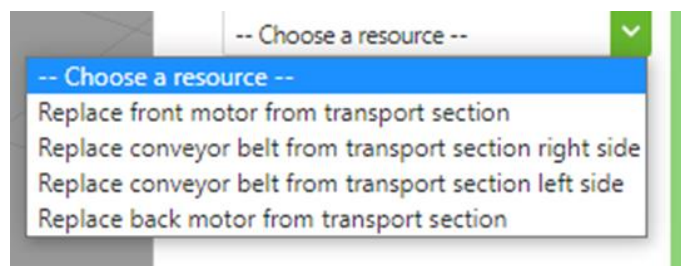 -- Choose a resource --
-- Choose a resource --
Replace front motor from transport section
Replace conveyor belt from transport section right side
Replace conveyor belt from transport section left side
Replace back motor from transport section